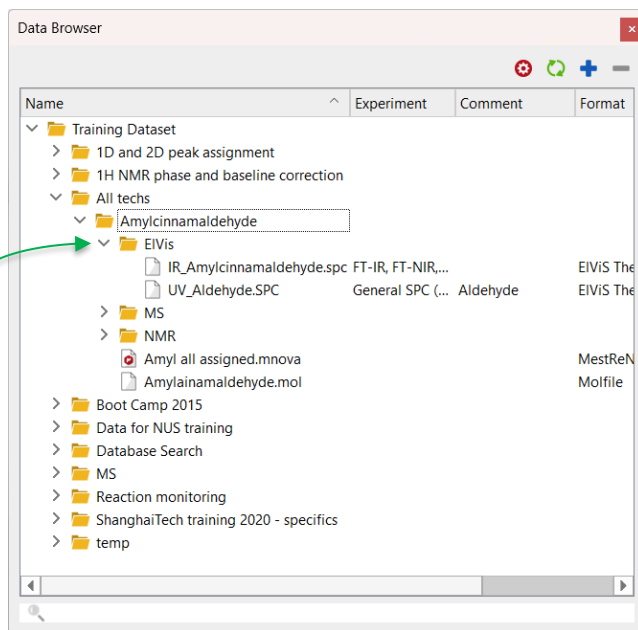 Data Browser
Name Experiment Comment Format
Training Dataset
1D and 2D peak assignment
1H NMR phase and baseline correction
All techs
Amylcinnamaldehyde
ElVis
IR_Amylcinnamaldehyde.spc FT-IR, FT-NIR,... ElViS The
UV_Aldehyde.SPC General SPC (... Aldehyde ElViS The
MS
NMR
Amyl all assigned.mnova MestReN
Amylainamaldehyde.mol Molfile
Boot Camp 2015
Data for NUS training
Database Search
MS
Reaction monitoring
ShanghaiTech training 2020 - specifics
temp